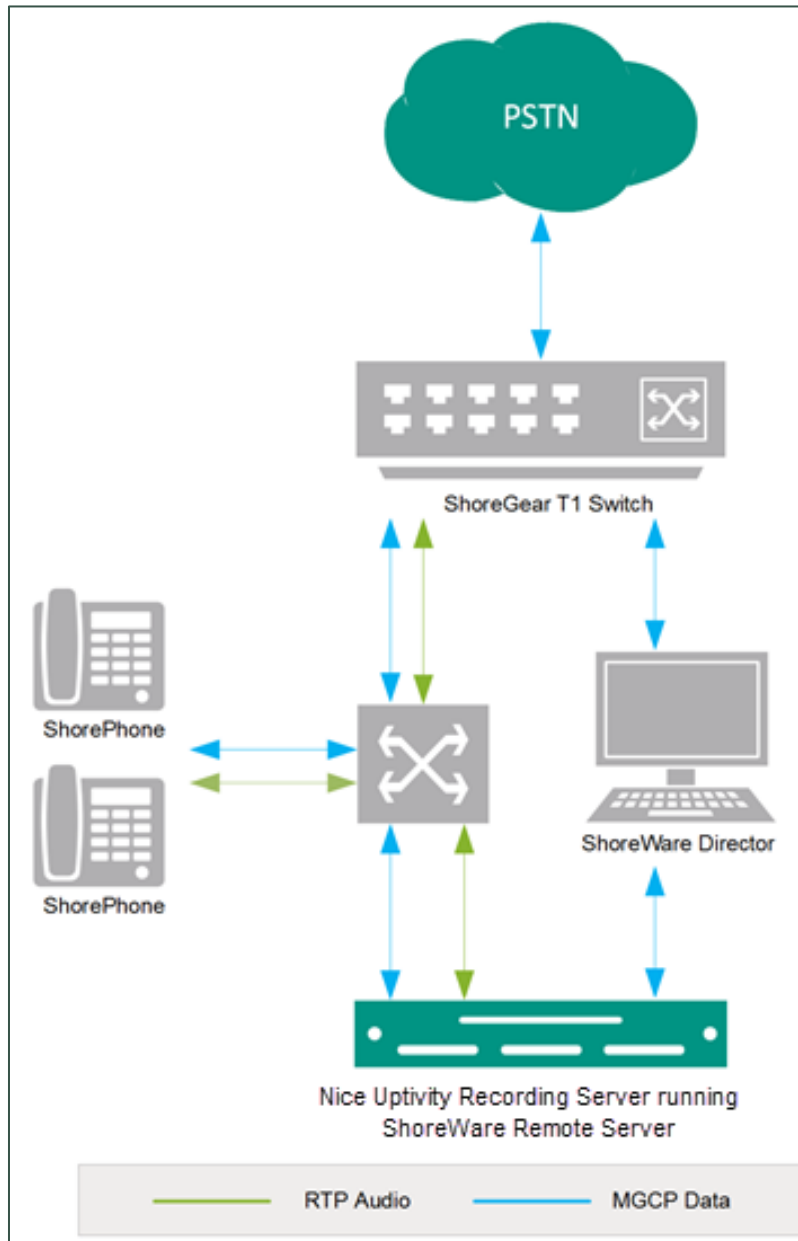 PSTN
ShoreGear T1 Switch
ShorePhone
ShorePhone
ShoreWare Director
Nice Uptivity Recording Server running
ShoreWare Remote Server
RTP Audio
MGCP Data